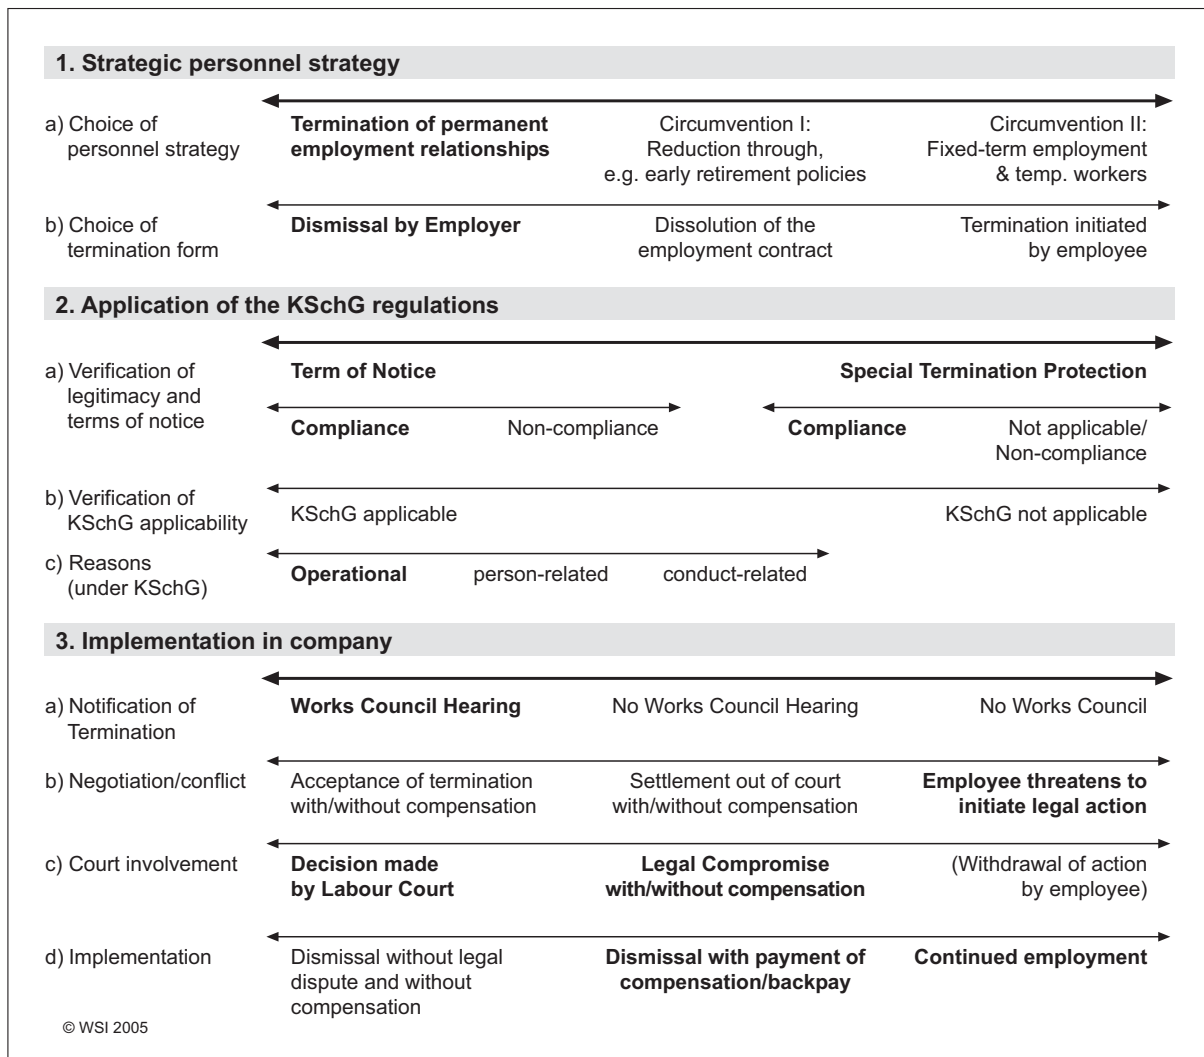 1. Strategic personnel strategy
a) Choice of
personnel strategy
Termination of permanent
employment relationships
Circumvention I:
Reduction through,
e.g. early retirement policies
Circumvention II:
Fixed-term employment
& temp. workers
b) Choice of
termination form
Dismissal by Employer
Dissolution of the
employment contract
Termination initiated
by employee
2. Application of the KSchG regulations
a) Verification of
legitimacy and
terms of notice
Term of Notice
Special Termination Protection
Compliance
Non-compliance
Compliance
Not applicable/
Non-compliance
b) Verification of
KSchG applicability
KSchG applicable
KSchG not applicable
c) Reasons
(under KSchG)
Operational
person-related
conduct-related
3. Implementation in company
a) Notification of
Termination
Works Council Hearing
No Works Council Hearing
No Works Council
b) Negotiation/conflict
Acceptance of termination
with/without compensation
Settlement out of court
with/without compensation
Employee threatens to
initiate legal action
c) Court involvement
Decision made
by Labour Court
Legal Compromise
with/without compensation
(Withdrawal of action
by employee)
d) Implementation
Dismissal without legal
dispute and without
compensation
Dismissal with payment of
compensation/backpay
Continued employment
© WSI 2005